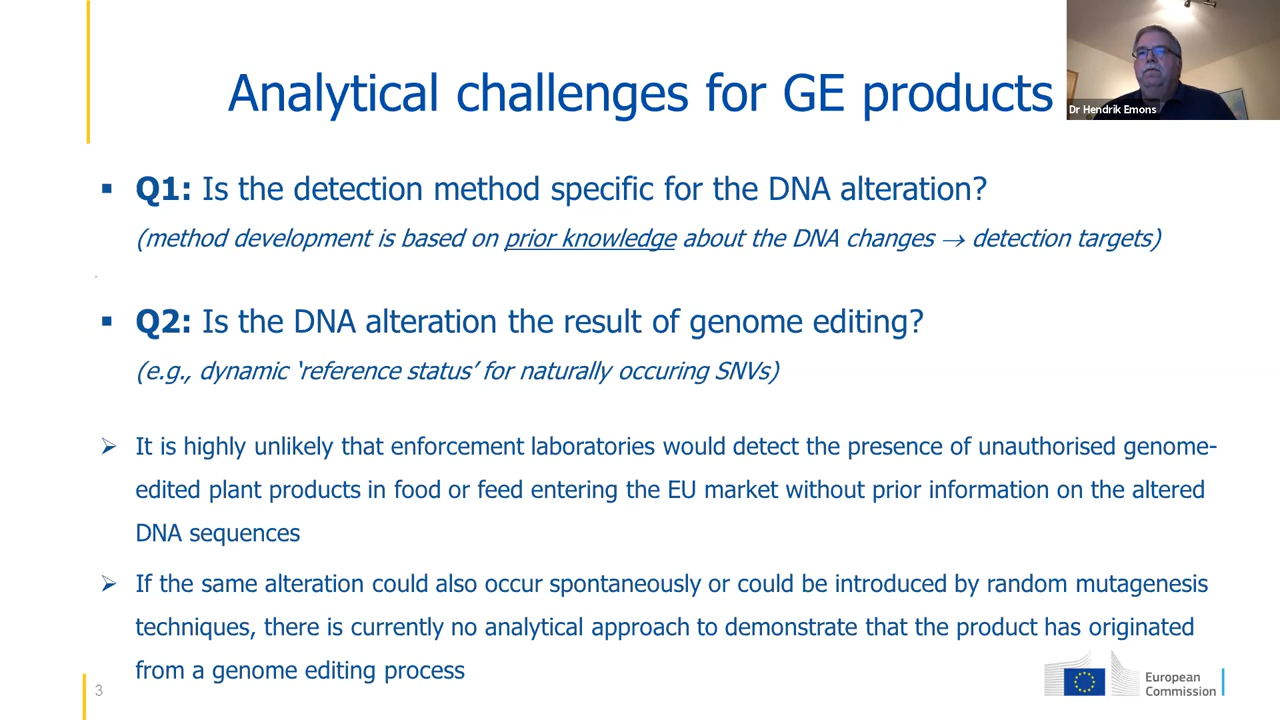 Analytical challenges for GE products
Dr Hendrik Emons
▪ Q1: Is the detection method specific for the DNA alteration?
(method development is based on prior knowledge about the DNA changes → detection targets)
▪ Q2: Is the DNA alteration the result of genome editing?
(e.g., dynamic ‘reference status’ for naturally occuring SNVs)
➢ It is highly unlikely that enforcement laboratories would detect the presence of unauthorised genome-
edited plant products in food or feed entering the EU market without prior information on the altered
DNA sequences
➢ If the same alteration could also occur spontaneously or could be introduced by random mutagenesis
techniques, there is currently no analytical approach to demonstrate that the product has originated
from a genome editing process
3
European
Commission